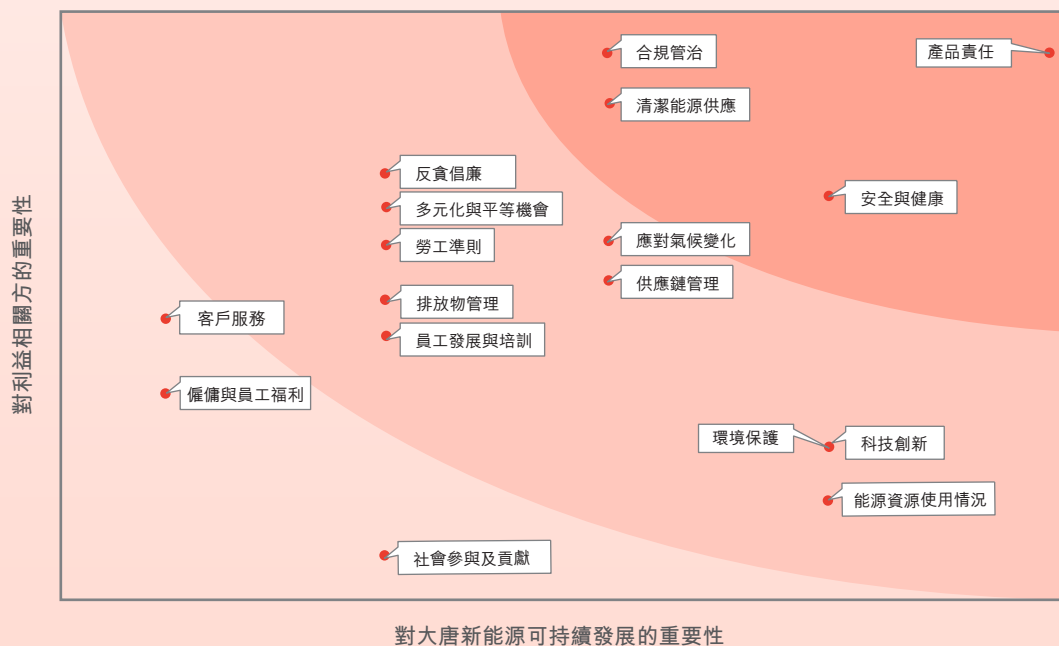 合規管治
產品責任
清潔能源供應
反貪倡廉
安全與健康
多元化與平等機會
勞工準則
應對氣候變化
供應鏈管理
排放物管理
客戶服務
員工發展與培訓
僱傭與員工福利
環境保護
科技創新
能源資源使用情況
社會參與及貢獻
對利益相關方的重要性
對大唐新能源可持續發展的重要性